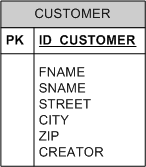 CUSTOMER
PK ID_CUSTOMER
FNAME
SNAME
STREET
CITY
ZIP
CREATOR